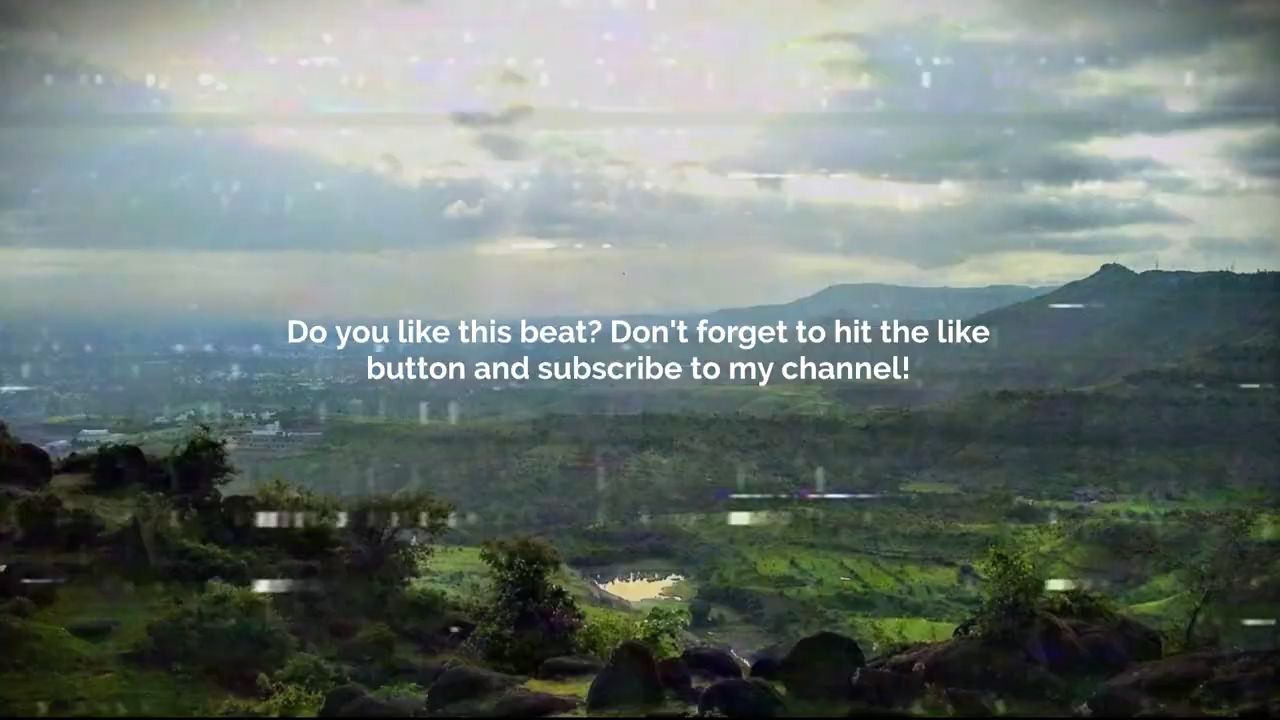 Do you like this beat? Don't forget to hit the like
button and subscribe to my channel!